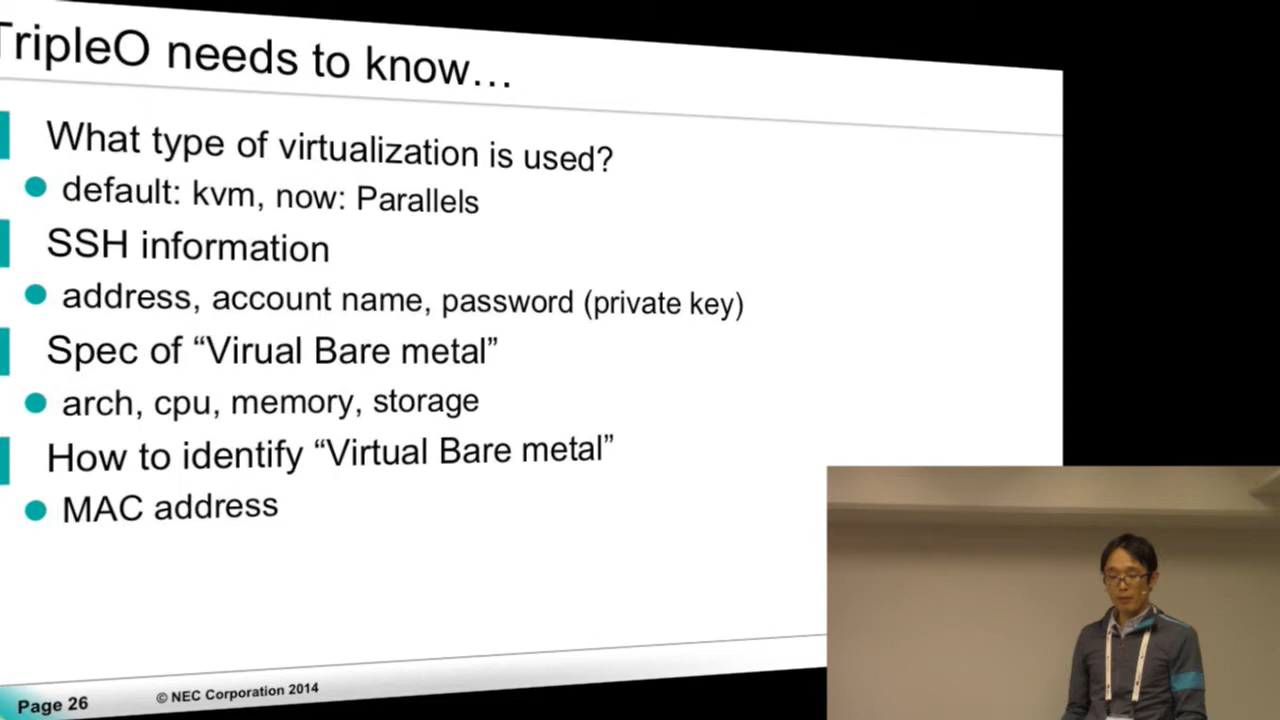 TripleO needs to know…
What type of virtualization is used?
default: kvm, now: Parallels
SSH information
address, account name, password (private key)
Spec of “Virual Bare metal”
arch, cpu, memory, storage
How to identify “Virtual Bare metal”
MAC address
Page 26
© NEC Corporation 2014